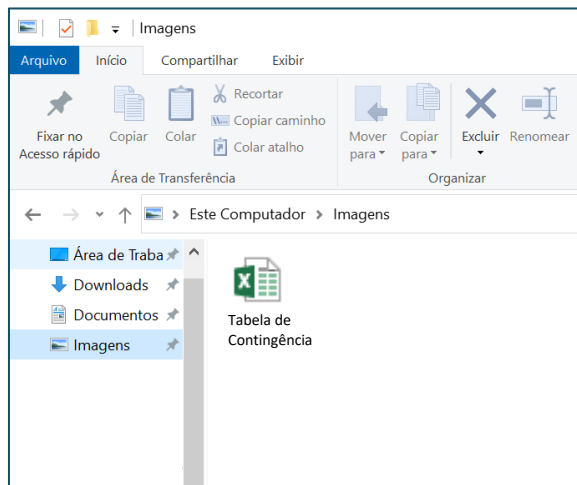 Imagens
Arquivo Início Compartilhar Exibir
Fixar no
Acesso rápido
Copiar
Colar
Recortar
Copiar caminho
Colar atalho
Área de Transferência
Mover
para
Copiar
para
Excluir
Renomear
Organizar
Este Computador > Imagens
Área de Traba
Downloads
Documentos
Imagens
Tabela de
Contingência